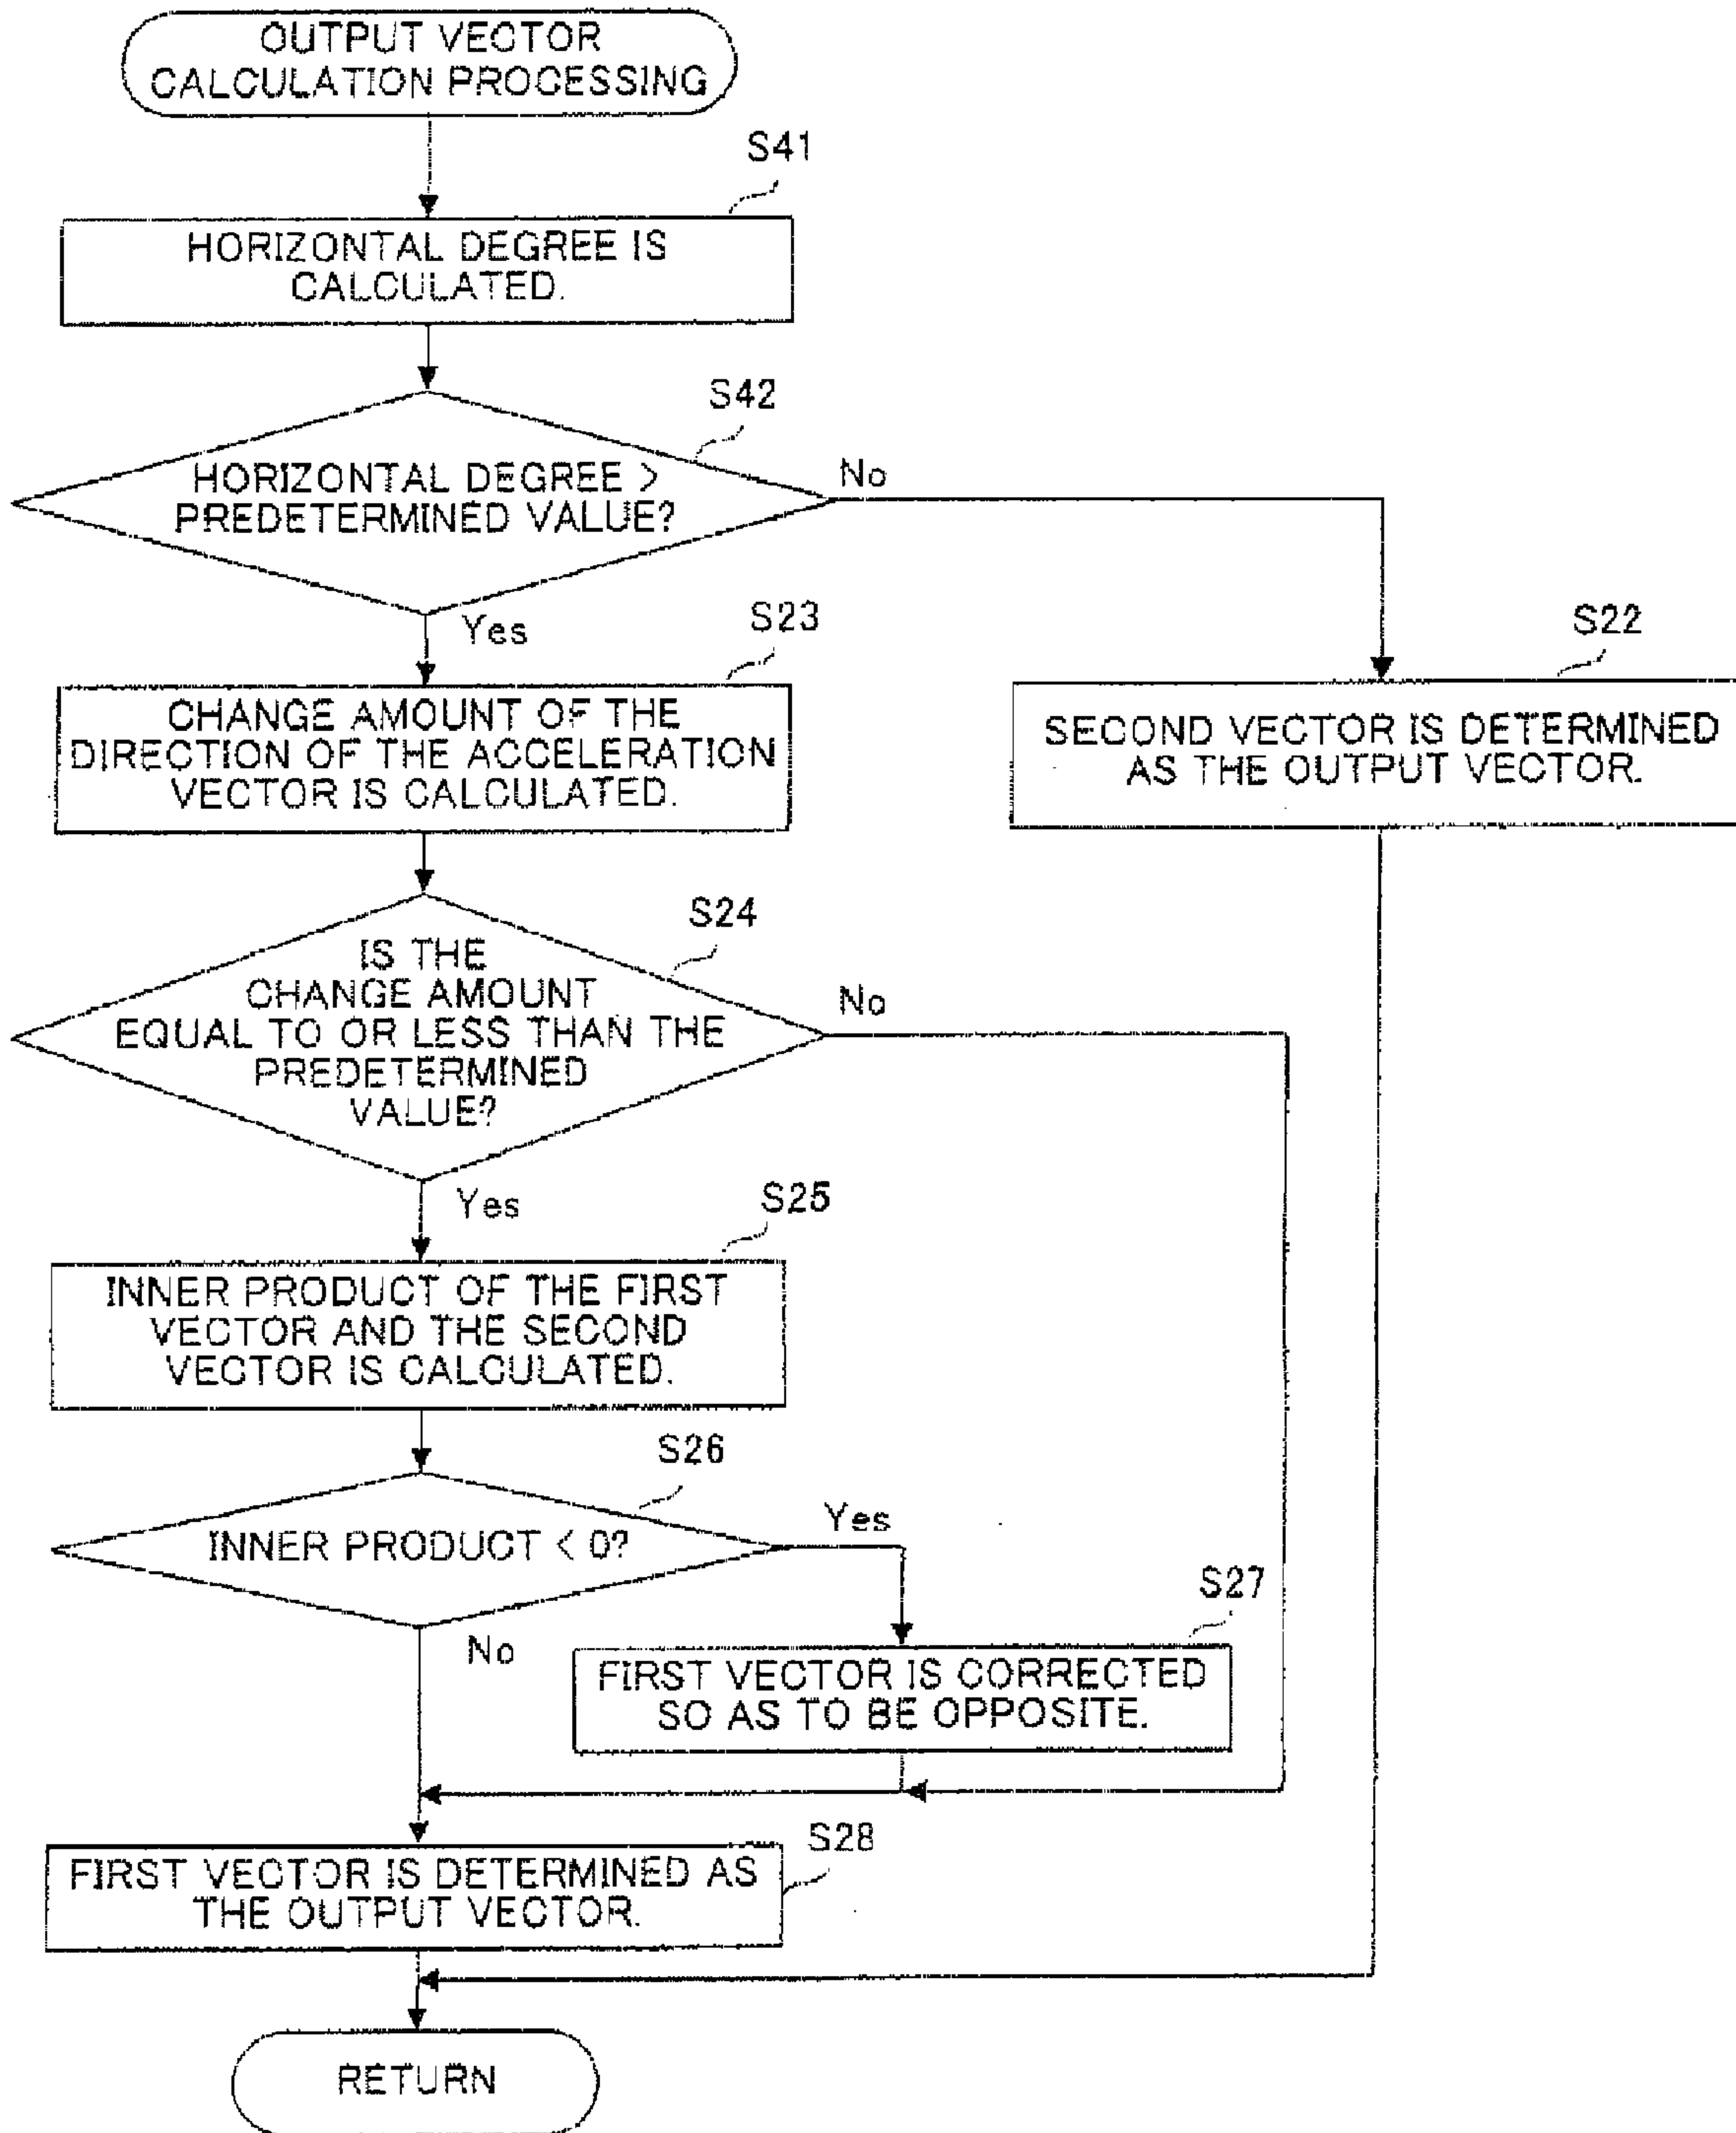 OUTPUT VECTOR
CALCULATION PROCESSING
S41
HORIZONTAL DEGREE IS
CALCULATED.
S42
HORIZONTAL DEGREE >
PREDETERMINED VALUE?
No
Yes
S23
CHANGE AMOUNT OF THE
DIRECTION OF THE ACCELERATION
VECTOR IS CALCULATED.
S22
SECOND VECTOR IS DETERMINED
AS THE OUTPUT VECTOR.
S24
IS THE
CHANGE AMOUNT
EQUAL TO OR LESS THAN THE
PREDETERMINED
VALUE?
No
Yes
S25
INNER PRODUCT OF THE FIRST
VECTOR AND THE SECOND
VECTOR IS CALCULATED.
S26
INNER PRODUCT < 0?
Yes
No
S27
FIRST VECTOR IS CORRECTED
SO AS TO BE OPPOSITE.
S28
FIRST VECTOR IS DETERMINED AS
THE OUTPUT VECTOR.
RETURN